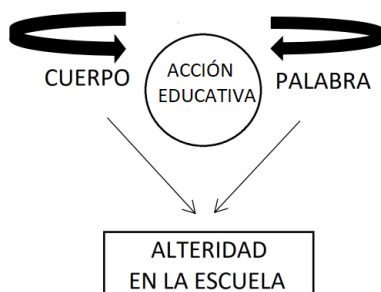 CUERPO
ACCIÓN
EDUCATIVA
PALABRA
ALTERIDAD
EN LA ESCUELA